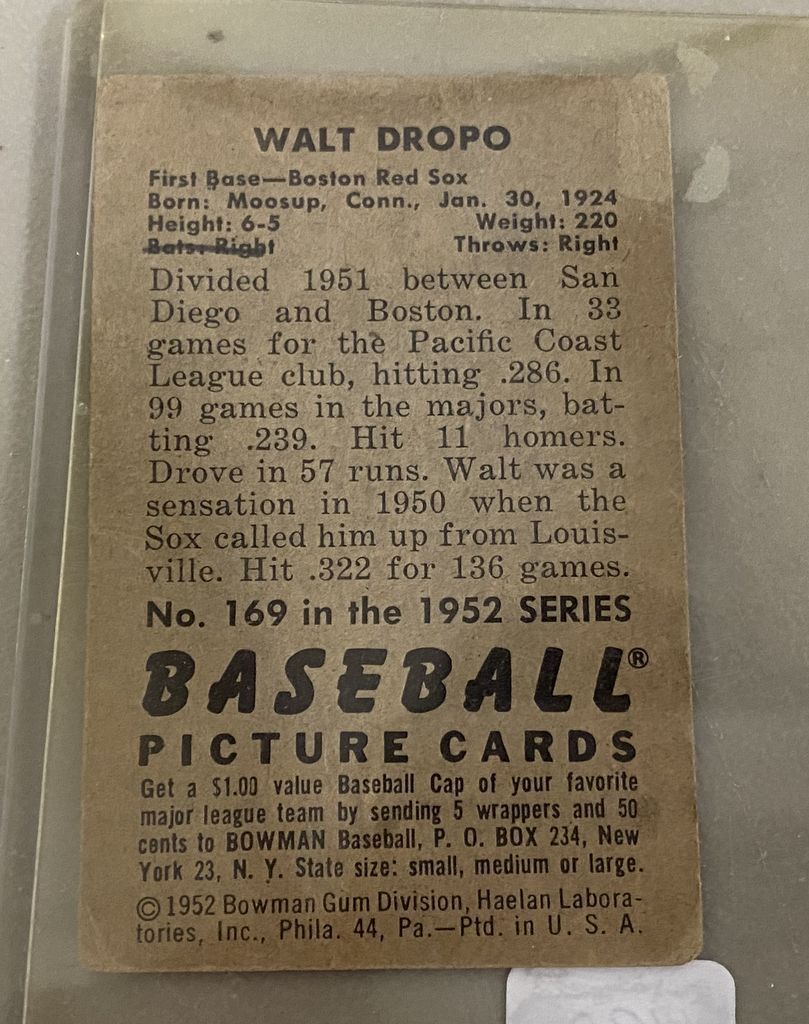 WALT DROPO
First Base—Boston Red Sox
Born: Moosup, Conn., Jan. 30, 1924
Height: 6-5 Weight: 220
Bats: Right Throws: Right
Divided 1951 between San
Diego and Boston. In 33
games for the Pacific Coast
League club, hitting .286. In
99 games in the majors, bat-
ting .239. Hit 11 homers.
Drove in 57 runs. Walt was a
sensation in 1950 when the
Sox called him up from Louis-
ville. Hit .322 for 136 games.
No. 169 in the 1952 SERIES
BASEBALL®
PICTURE CARDS
Get a $1.00 value Baseball Cap of your favorite
major league team by sending 5 wrappers and 50
cents to BOWMAN Baseball, P. O. BOX 234, New
York 23, N. Y. State size: small, medium or large.
©1952 Bowman Gum Division, Haelan Labora-
tories, Inc., Phila. 44, Pa.—Ptd. in U. S. A.